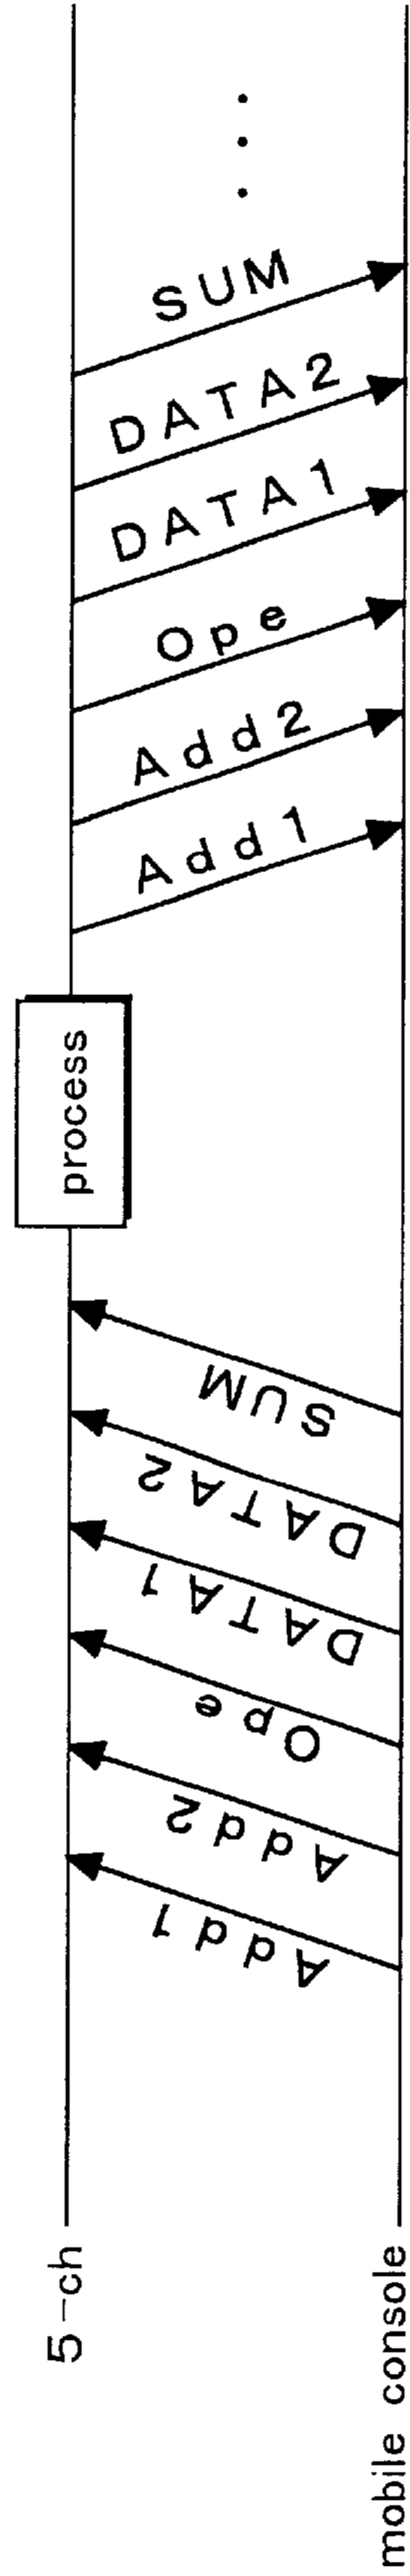 5-ch
mobile console
Add1
Add2
Ope
DATA1
DATA2
SUM
process
Add1
Add2
Ope
DATA1
DATA2
SUM